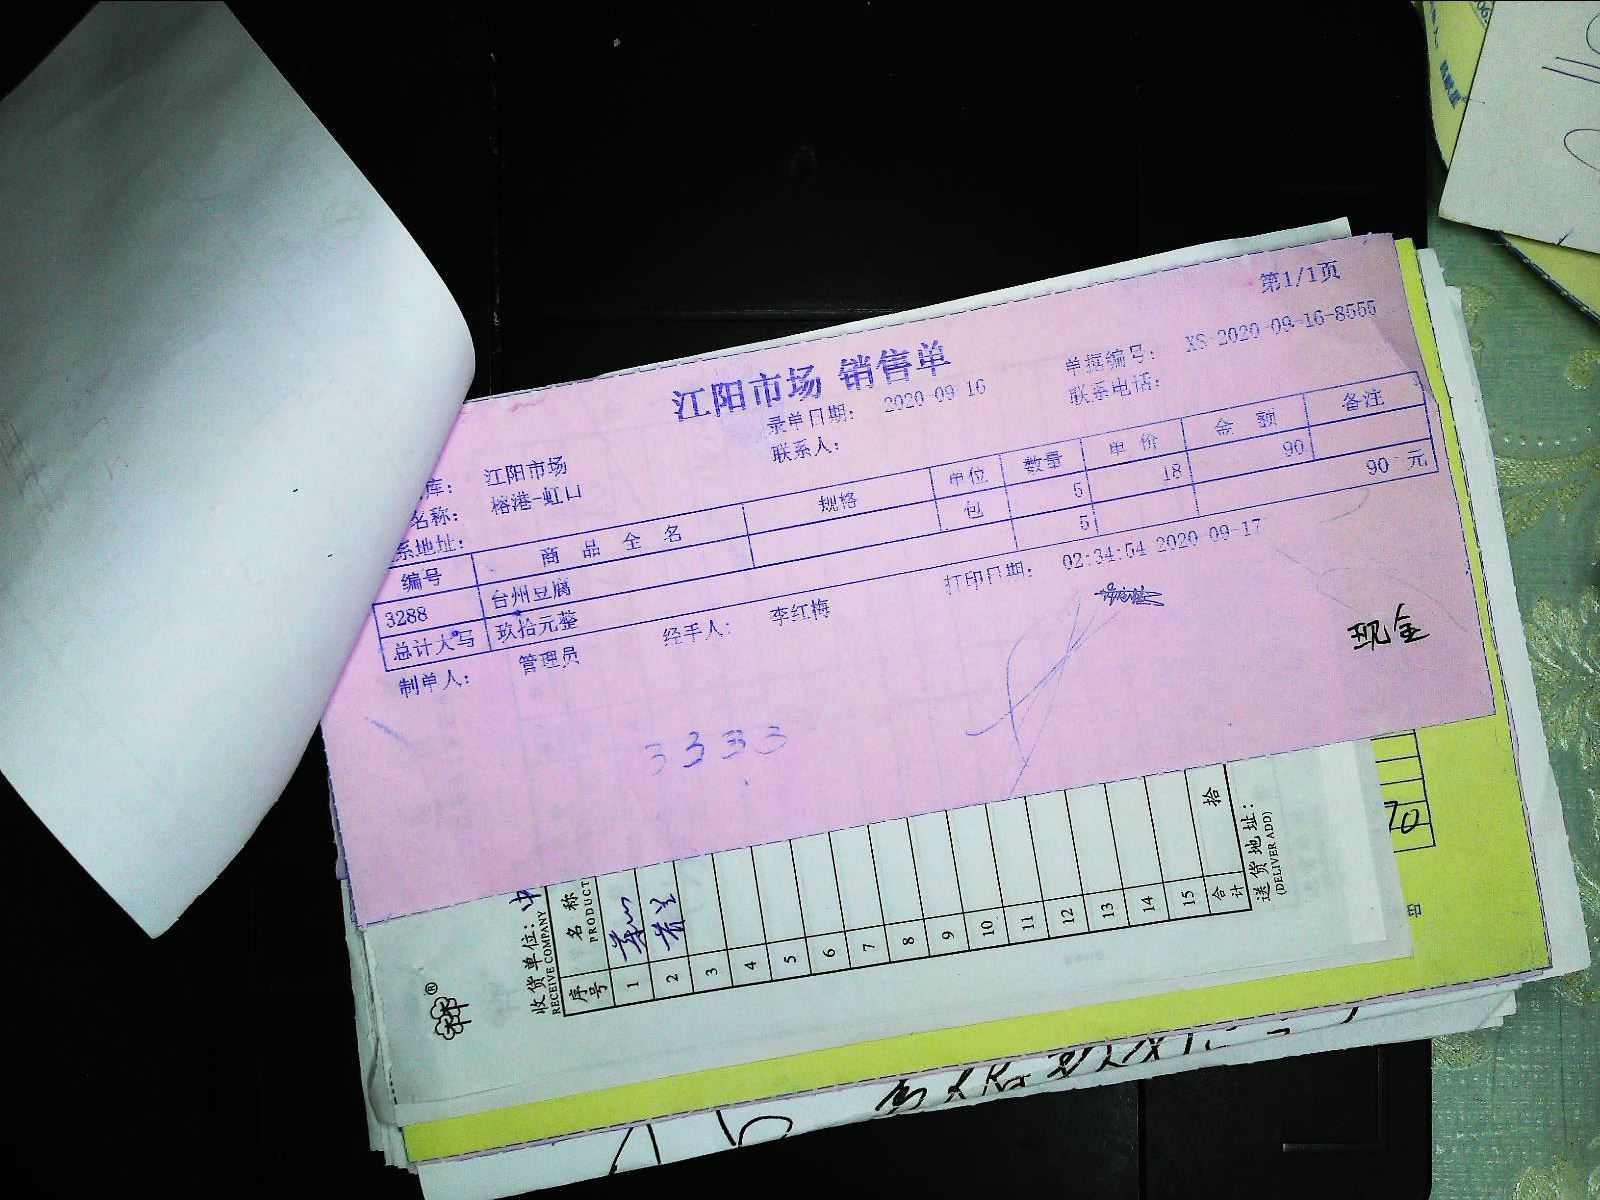 第1/1页
江阳市场 销售单
单据编号: XS-2020-09-16-8555
录单日期: 2020-09-16
联系电话:
联系人:
库: 江阳市场
名称: 榕港-虹口
系地址:
编号 商品全名 规格 单位 数量 单价 金额 备注
3288 台州豆腐 包 5 18 90
总计大写 玖拾元整 5 90 元
制单人: 管理员 经手人: 李红梅 打印日期: 02:34:54 2020-09-17
现金
3333
收货单位: 中
RECEIVE COMPANY
序号 名称
PRODUCT
1
2
3
4
5
6
7
8
9
10
11
12
13
14
15
合计 拾
送货地址:
(DELIVER ADD)
70